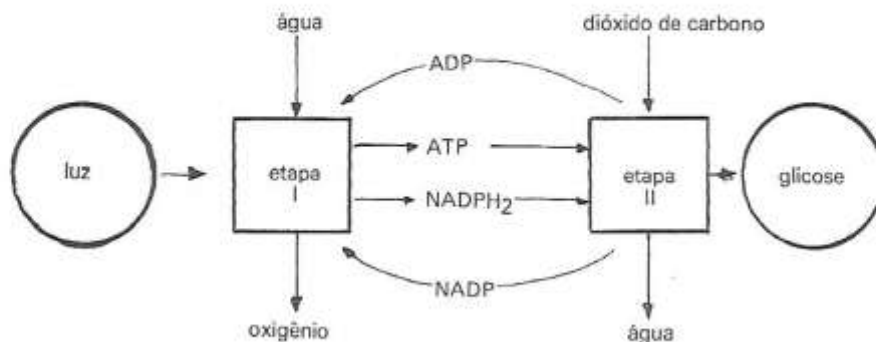 água
dióxido de carbono
ADP
luz
etapa
I
ATP
NADPH₂
etapa
II
glicose
NADP
oxigênio
água